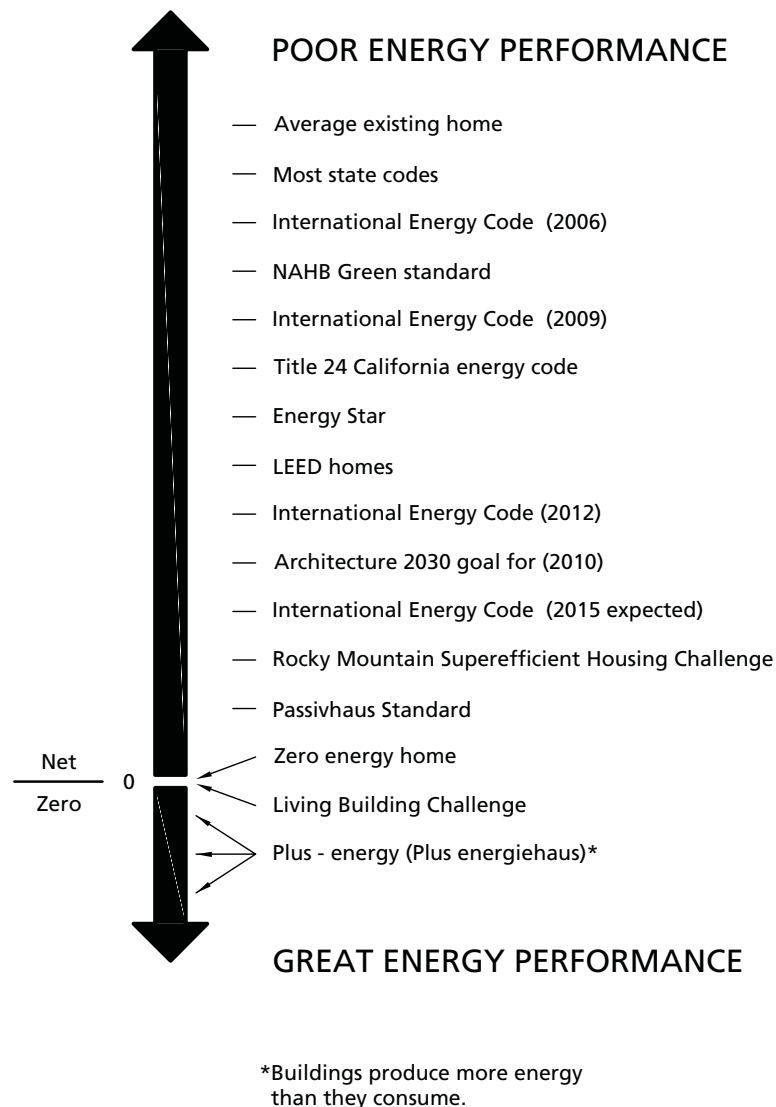 POOR ENERGY PERFORMANCE
Average existing home
Most state codes
International Energy Code (2006)
NAHB Green standard
International Energy Code (2009)
Title 24 California energy code
Energy Star
LEED homes
International Energy Code (2012)
Architecture 2030 goal for (2010)
International Energy Code (2015 expected)
Rocky Mountain Superefficient Housing Challenge
Passivhaus Standard
Net
Zero
0
Zero energy home
Living Building Challenge
Plus - energy (Plus energiehaus)*
GREAT ENERGY PERFORMANCE
*Buildings produce more energy
than they consume.